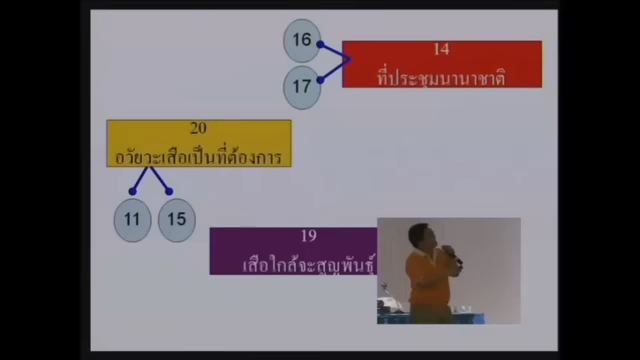 16
14
ที่ประชุมนานาชาติ
17
20
อวัยวะเสือเป็นที่ต้องการ
11
15
19
เสือใกล้จะสูญพันธุ์